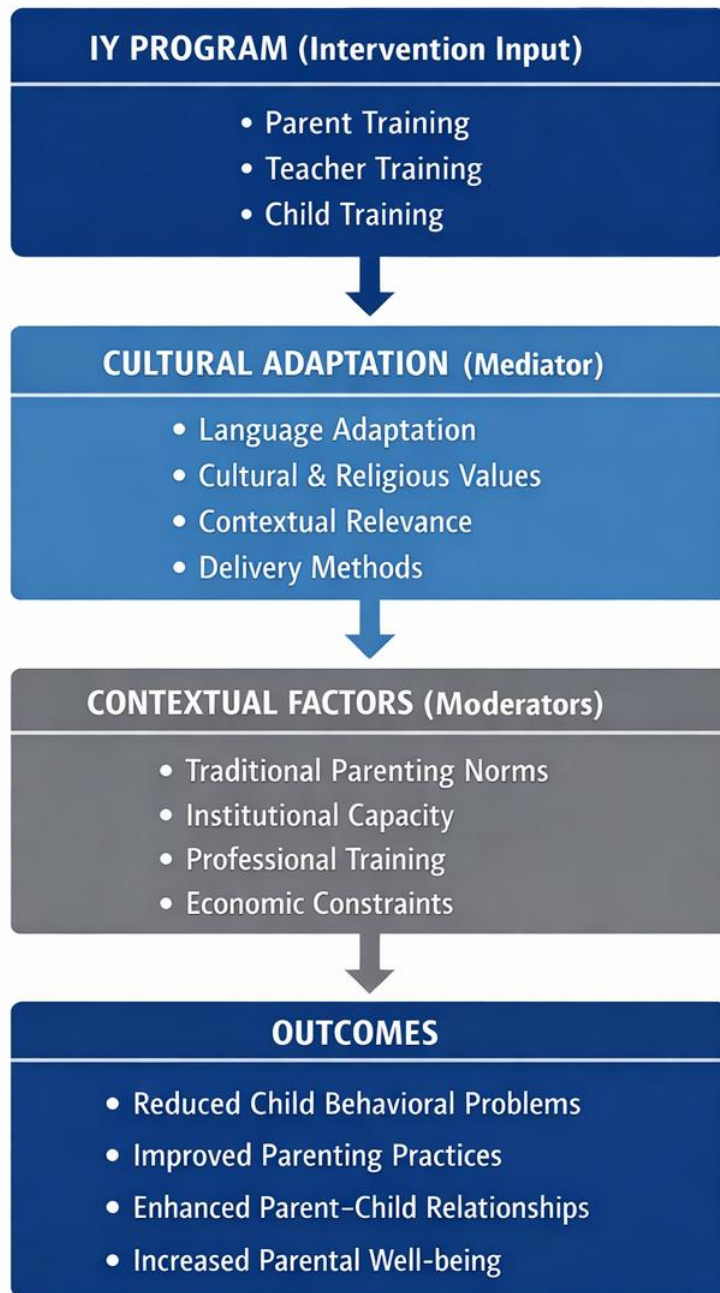 IY PROGRAM (Intervention Input)
• Parent Training
• Teacher Training
• Child Training
CULTURAL ADAPTATION (Mediator)
• Language Adaptation
• Cultural & Religious Values
• Contextual Relevance
• Delivery Methods
CONTEXTUAL FACTORS (Moderators)
• Traditional Parenting Norms
• Institutional Capacity
• Professional Training
• Economic Constraints
OUTCOMES
• Reduced Child Behavioral Problems
• Improved Parenting Practices
• Enhanced Parent–Child Relationships
• Increased Parental Well-being